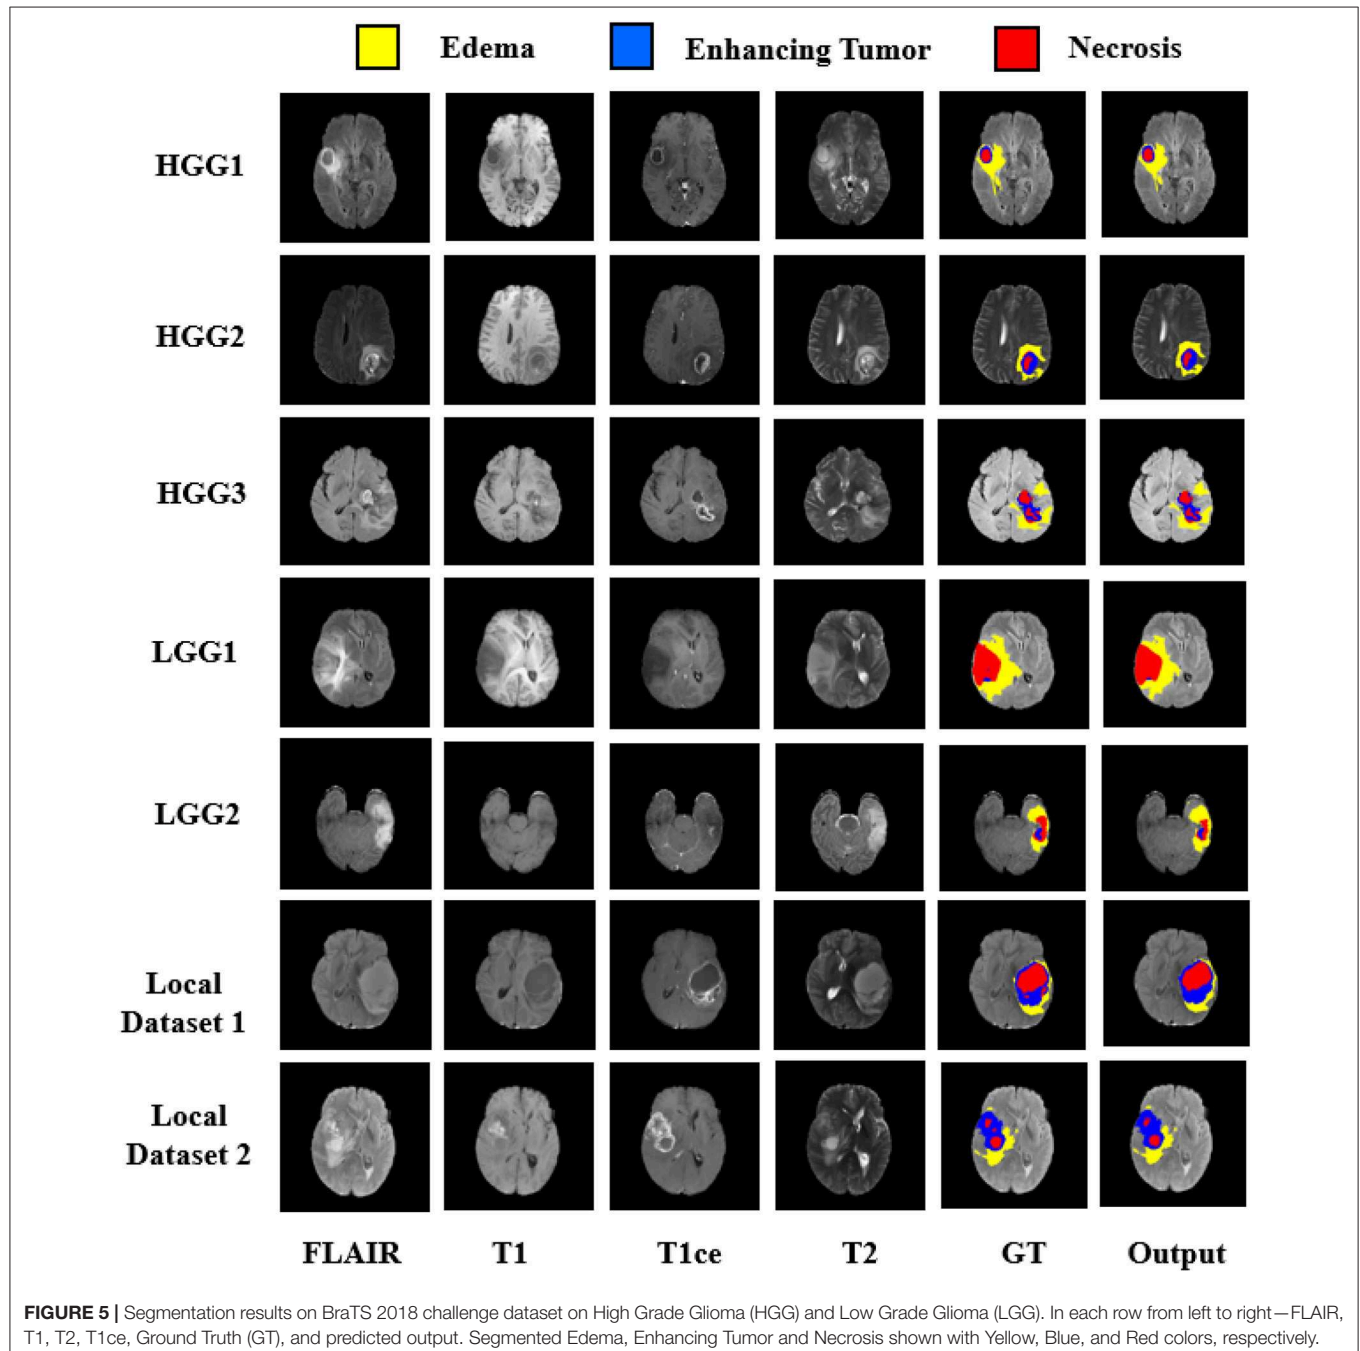 Edema
Enhancing Tumor
Necrosis
HGG1
HGG2
HGG3
LGG1
LGG2
Local
Dataset 1
Local
Dataset 2
FLAIR
T1
T1ce
T2
GT
Output
FIGURE 5 | Segmentation results on BraTS 2018 challenge dataset on High Grade Glioma (HGG) and Low Grade Glioma (LGG). In each row from left to right—FLAIR,
T1, T2, T1ce, Ground Truth (GT), and predicted output. Segmented Edema, Enhancing Tumor and Necrosis shown with Yellow, Blue, and Red colors, respectively.